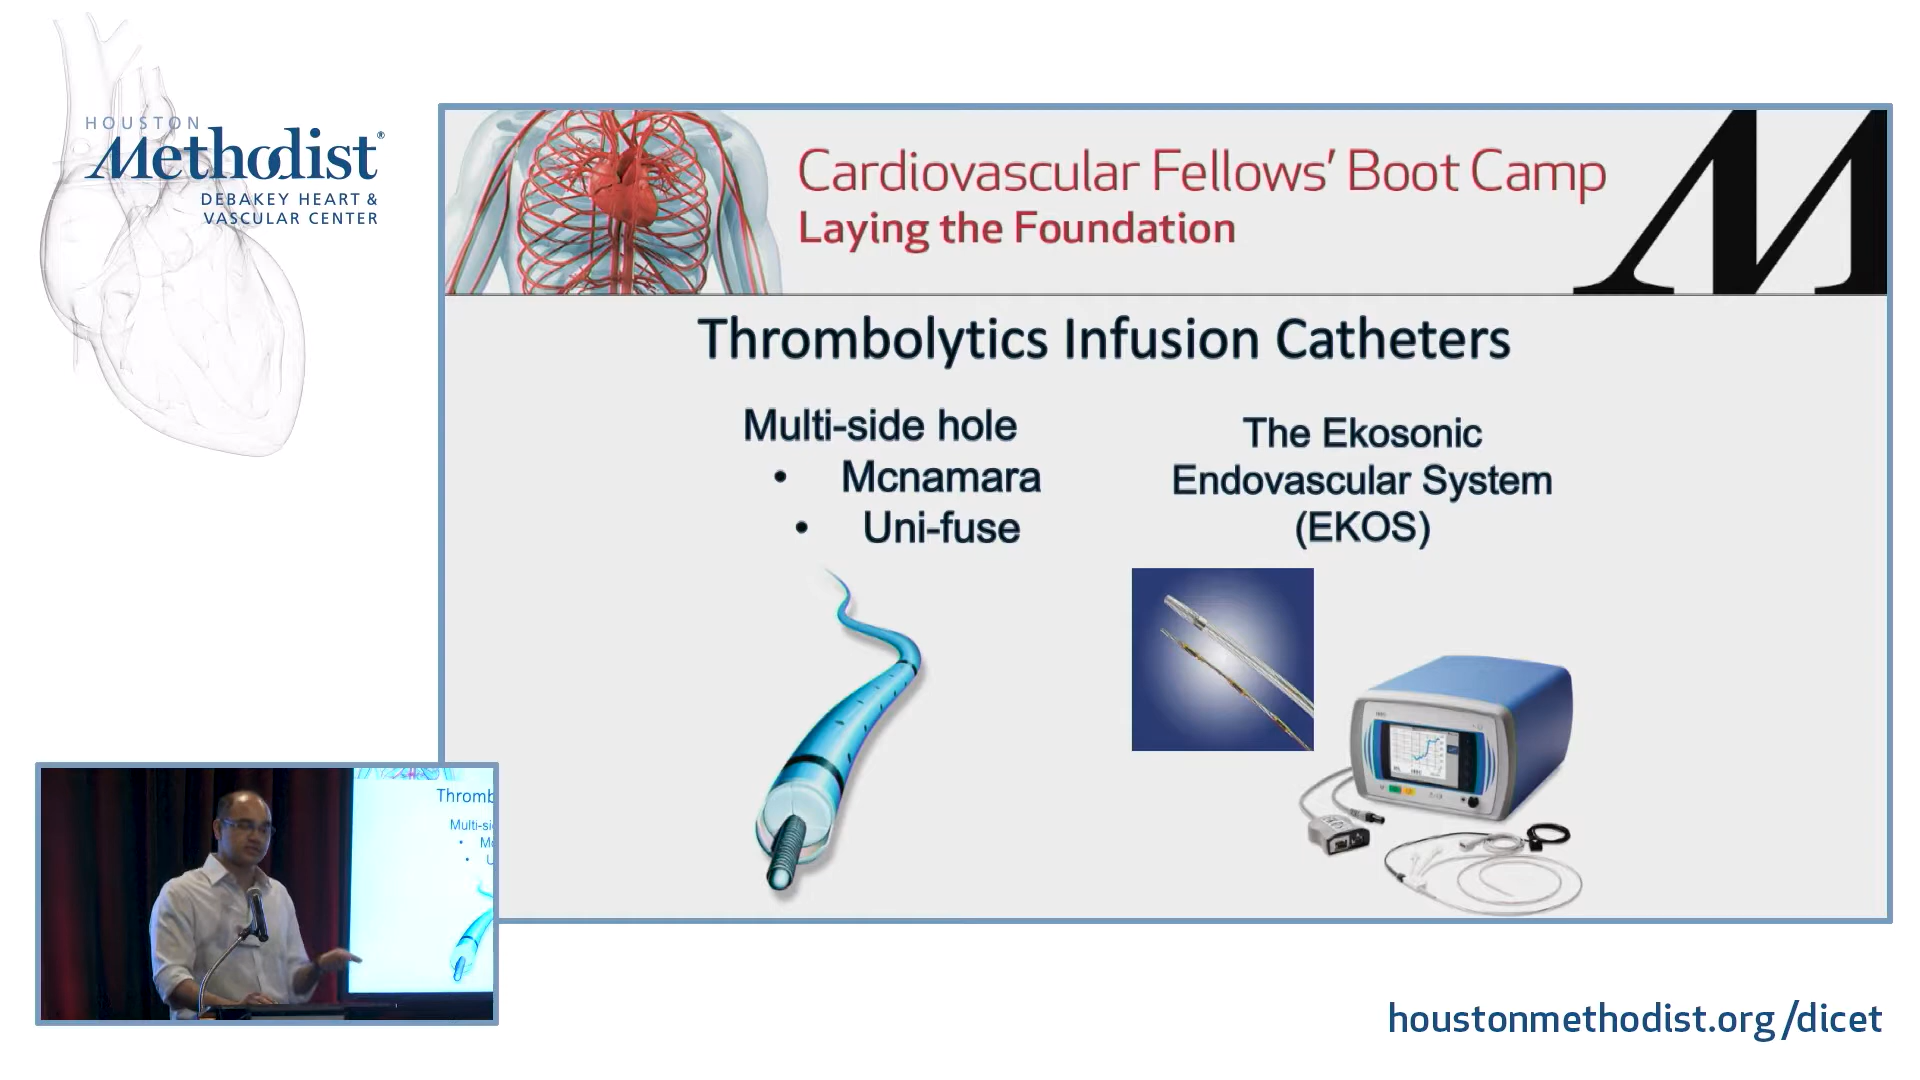 HOUSTON
Methodist®
DEBAKEY HEART &
VASCULAR CENTER
Cardiovascular Fellows' Boot Camp
Laying the Foundation
M
Thrombolytics Infusion Catheters
Multi-side hole
• Mcnamara
• Uni-fuse
The Ekosonic
Endovascular System
(EKOS)
Thromb
Multi-si
• Mc
• U
houstonmethodist.org/dicet